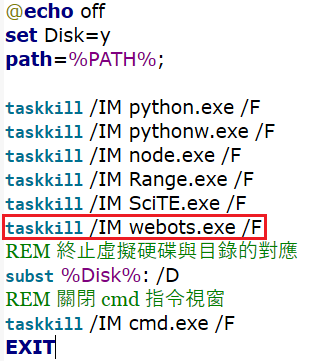 @echo off
set Disk=y
path=%PATH%;
taskkill /IM python.exe /F
taskkill /IM pythonw.exe /F
taskkill /IM node.exe /F
taskkill /IM Range.exe /F
taskkill /IM SciTE.exe /F
taskkill /IM webots.exe /F
REM 終止虛擬硬碟與目錄的對應
subst %Disk%: /D
REM 關閉 cmd 指令視窗
taskkill /IM cmd.exe /F
EXIT